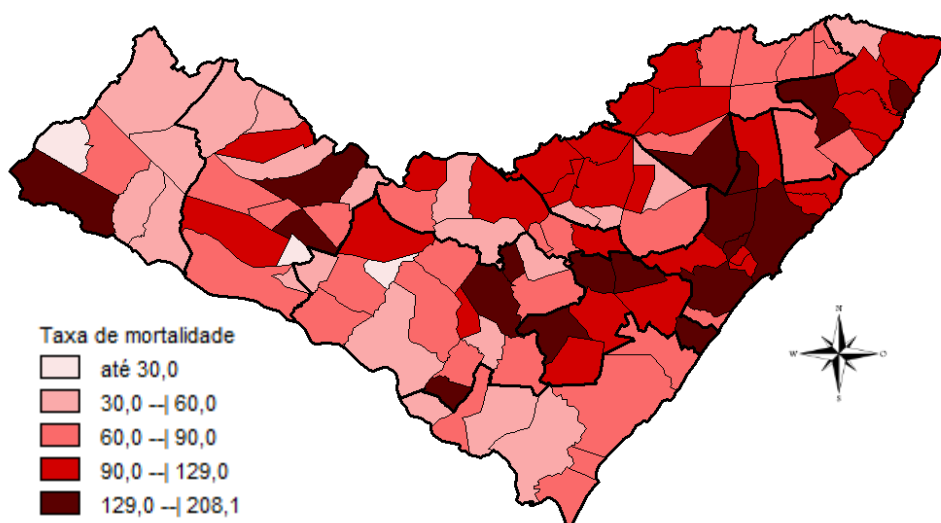 Taxa de mortalidade
até 30,0
30,0 --| 60,0
60,0 --| 90,0
90,0 --| 129,0
129,0 --| 208,1
N
W
O
S